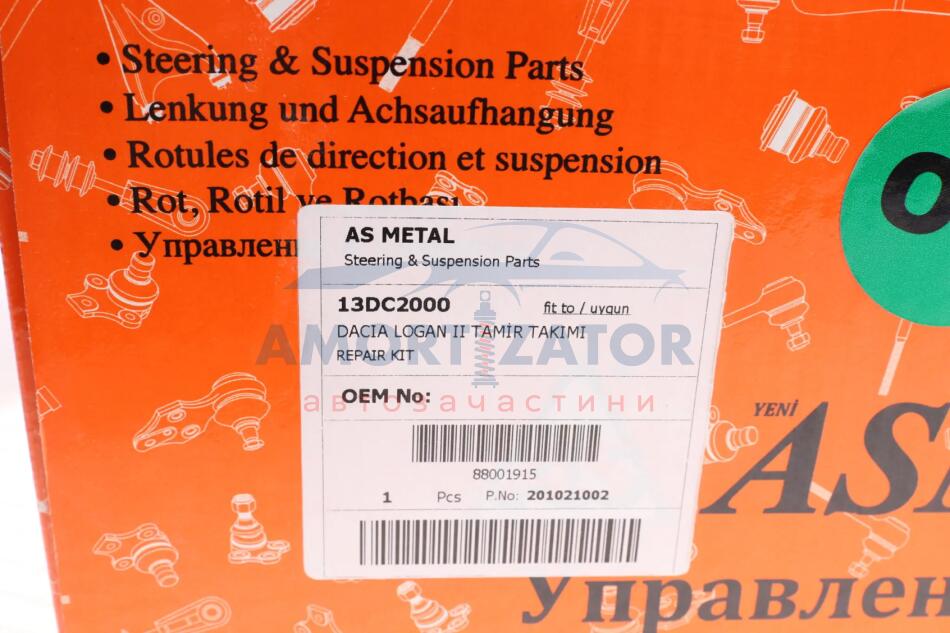 • Steering & Suspension Parts
• Lenkung und Achsaufhangung
• Rotules de direction et suspension
• Rot, Rotil ve Rotbası
• Управлен
AS METAL
Steering & Suspension Parts
13DC2000 fit to / uygun
DACIA LOGAN II TAMİR TAKIMI
REPAIR KIT
AMORTIZATOR
OEM No:
автозачастини
88001915
1 Pcs P.No: 201021002
YENİ
AS
Управлен